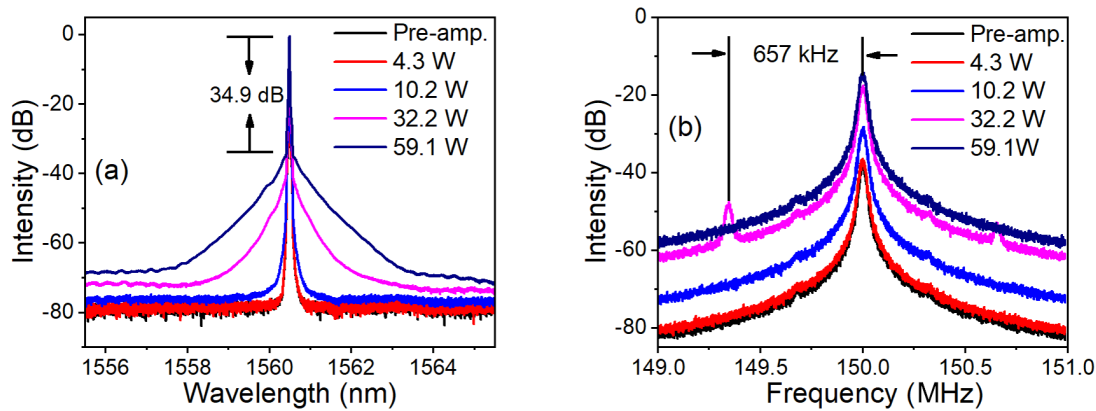 0
-20
-40
-60
-80
Intensity (dB)
(a)
34.9 dB
Pre-amp.
4.3 W
10.2 W
32.2 W
59.1 W
1556
1558
1560
1562
1564
Wavelength (nm)
0
-20
-40
-60
-80
Intensity (dB)
(b)
657 kHz
Pre-amp.
4.3 W
10.2 W
32.2 W
59.1W
149.0
149.5
150.0
150.5
151.0
Frequency (MHz)